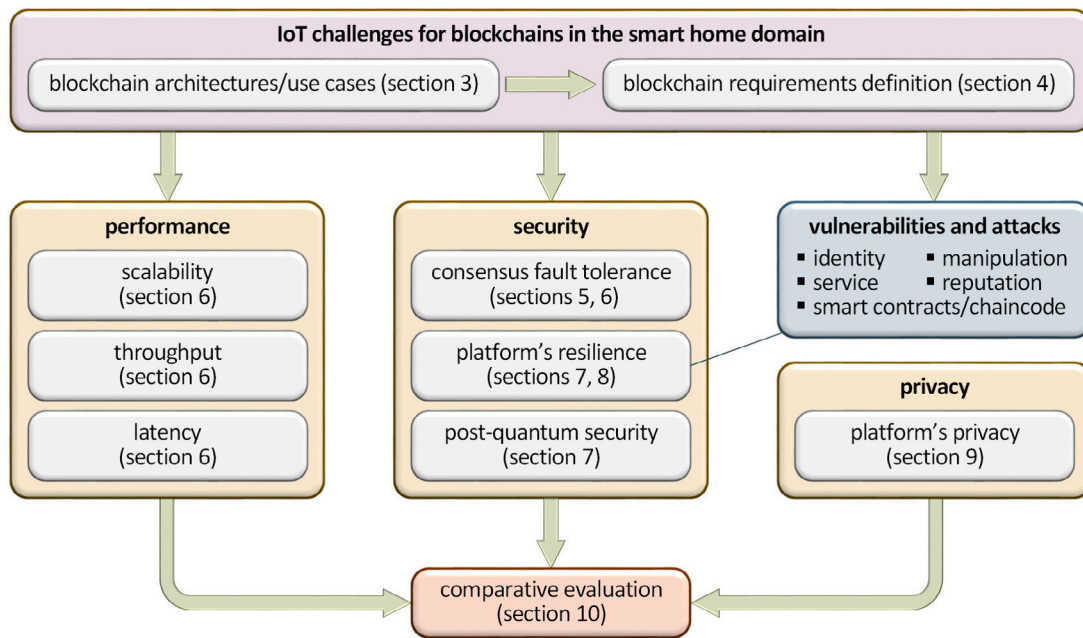 IoT challenges for blockchains in the smart home domain
blockchain architectures/use cases (section 3)
blockchain requirements definition (section 4)
performance
scalability
(section 6)
throughput
(section 6)
latency
(section 6)
security
consensus fault tolerance
(sections 5, 6)
platform's resilience
(sections 7, 8)
post-quantum security
(section 7)
vulnerabilities and attacks
▪ identity ▪ manipulation
▪ service ▪ reputation
▪ smart contracts/chaincode
privacy
platform's privacy
(section 9)
comparative evaluation
(section 10)